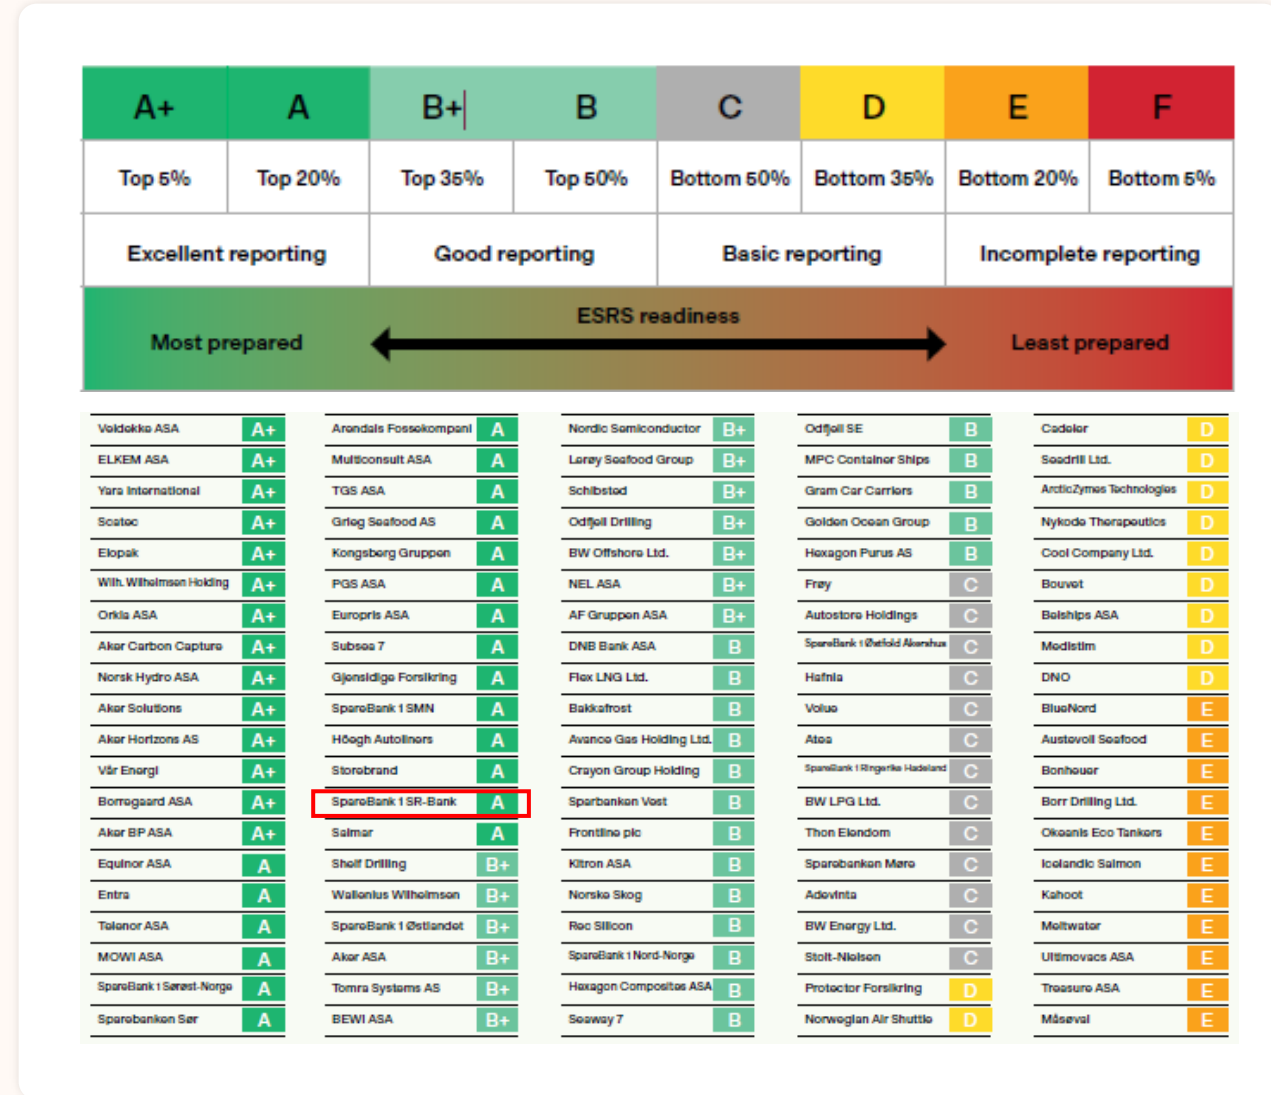 A+ A B+ B C D E F
Top 5% Top 20% Top 35% Top 50% Bottom 50% Bottom 35% Bottom 20% Bottom 5%
Excellent reporting Good reporting Basic reporting Incomplete reporting
ESRS readiness
Most prepared Least prepared
Veidekke ASA A+
ELKEM ASA A+
Yara International A+
Scatec A+
Elopak A+
Wilh. Wilhelmsen Holding A+
Orkla ASA A+
Aker Carbon Capture A+
Norsk Hydro ASA A+
Aker Solutions A+
Aker Horizons AS A+
Vår Energi A+
Borregaard ASA A+
Aker BP ASA A+
Equinor ASA A
Entra A
Telenor ASA A
MOWI ASA A
SpareBank 1 Sørøst-Norge A
Sparebanken Sør A
Arendals Fossekompani A
Multiconsult ASA A
TGS ASA A
Grieg Seafood AS A
Kongsberg Gruppen A
PGS ASA A
Europris ASA A
Subsea 7 A
Gjensidige Forsikring A
SpareBank 1 SMN A
Höegh Autoliners A
Storebrand A
SpareBank 1 SR-Bank A
Salmar A
Shelf Drilling B+
Wallenius Wilhelmsen B+
SpareBank 1 Østlandet B+
Aker ASA B+
Tomra Systems AS B+
BEWI ASA B+
Nordic Semiconductor B+
Lerøy Seafood Group B+
Schibsted B+
Odfjell Drilling B+
BW Offshore Ltd. B+
NEL ASA B+
AF Gruppen ASA B+
DNB Bank ASA B
Flex LNG Ltd. B
Bakkafrost B
Avance Gas Holding Ltd. B
Crayon Group Holding B
Sparbanken Vest B
Frontline plc B
Kitron ASA B
Norske Skog B
Rec Silicon B
SpareBank 1 Nord-Norge B
Hexagon Composites ASA B
Seaway 7 B
Odfjell SE B
MPC Container Ships B
Gram Car Carriers B
Golden Ocean Group B
Hexagon Purus AS B
Frøy C
Autostore Holdings C
SpareBank 1 Østfold Akershus C
Hafnia C
Volue C
Atea C
SpareBank 1 Ringerike Hadeland C
BW LPG Ltd. C
Thon Eiendom C
Sparebanken Møre C
Adevinta C
BW Energy Ltd. C
Stolt-Nielsen C
Protector Forsikring D
Norwegian Air Shuttle D
Cadeler D
Seadrill Ltd. D
ArcticZymes Technologies D
Nykode Therapeutics D
Cool Company Ltd. D
Bouvet D
Belships ASA D
Medistim D
DNO D
BlueNord E
Austevoll Seafood E
Bonheuer E
Borr Drilling Ltd. E
Okeanis Eco Tankers E
Icelandic Salmon E
Kahoot E
Meltwater E
Ultimovacs ASA E
Treasure ASA E
Måsøval E